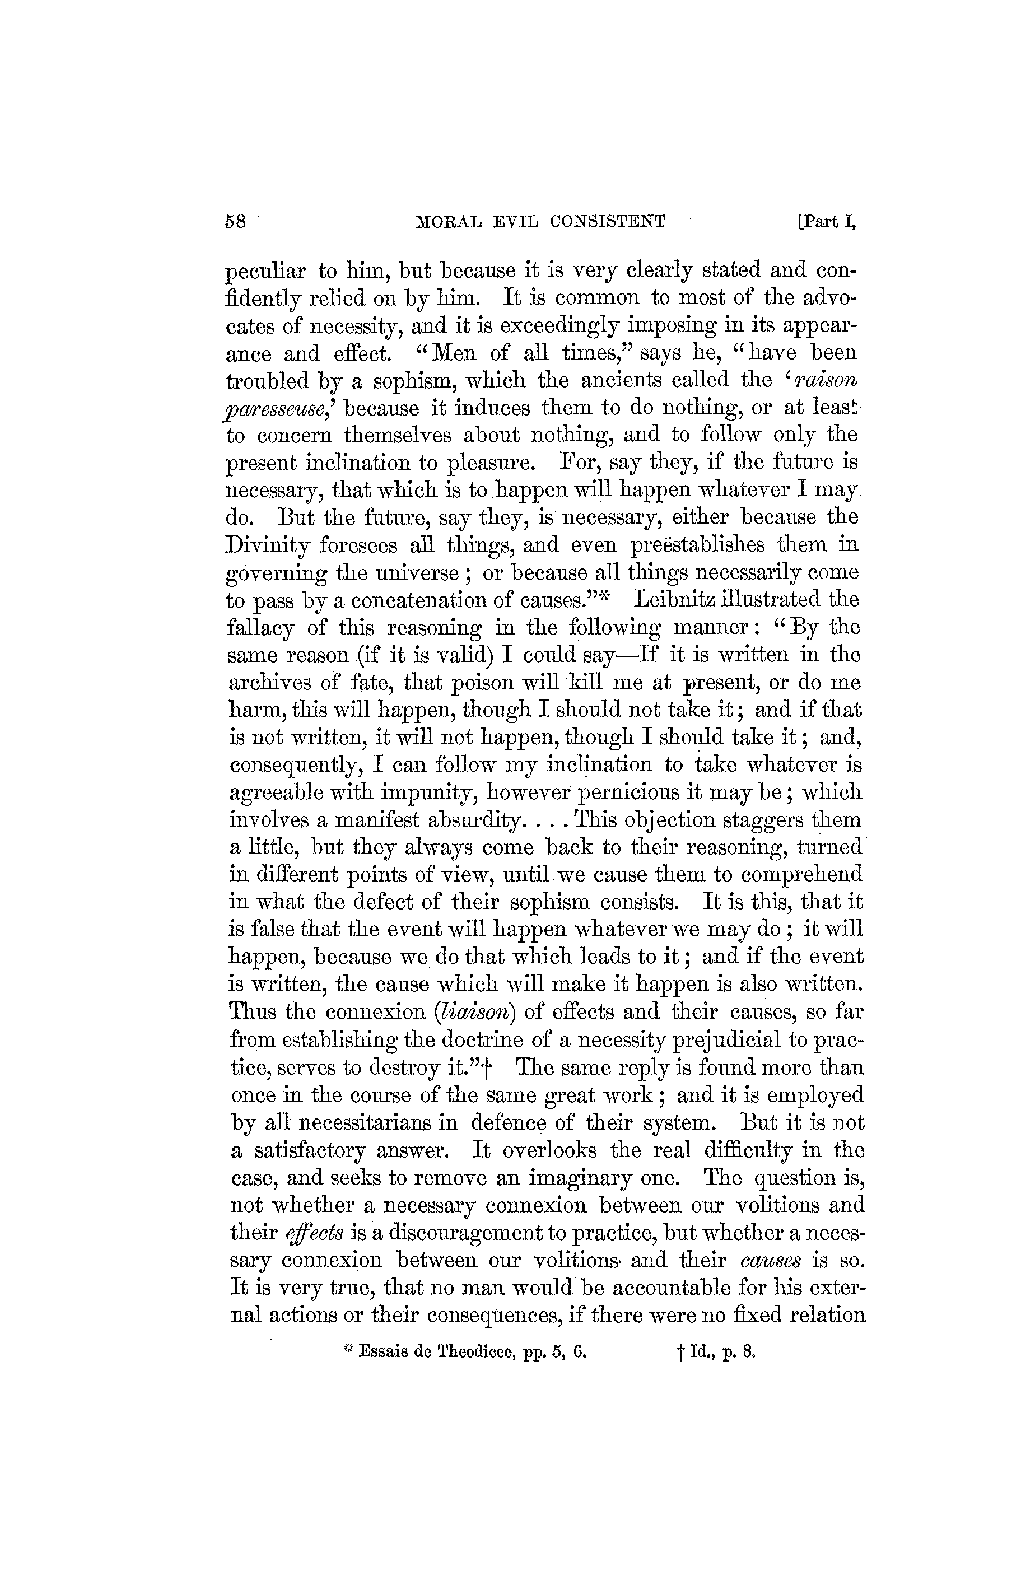 58 MORAL EVIL CONSISTENT [Part I,
peculiar to him, but because it is very clearly stated and con-
fidently relied on by him. It is common to most of the advo-
cates of necessity, and it is exceedingly imposing in its appear-
ance and effect. “Men of all times,” says he, “have been
troubled by a sophism, which the ancients called the ‘raison
paresseuse,’ because it induces them to do nothing, or at least
to concern themselves about nothing, and to follow only the
present inclination to pleasure. For, say they, if the future is
necessary, that which is to happen will happen whatever I may
do. But the future, say they, is necessary, either because the
Divinity foresees all things, and even preëstablishes them in
governing the universe; or because all things necessarily come
to pass by a concatenation of causes.”* Leibnitz illustrated the
fallacy of this reasoning in the following manner: “By the
same reason (if it is valid) I could say—If it is written in the
archives of fate, that poison will kill me at present, or do me
harm, this will happen, though I should not take it; and if that
is not written, it will not happen, though I should take it; and,
consequently, I can follow my inclination to take whatever is
agreeable with impunity, however pernicious it may be; which
involves a manifest absurdity. . . . This objection staggers them
a little, but they always come back to their reasoning, turned
in different points of view, until we cause them to comprehend
in what the defect of their sophism consists. It is this, that it
is false that the event will happen whatever we may do; it will
happen, because we do that which leads to it; and if the event
is written, the cause which will make it happen is also written.
Thus the connexion (liaison) of effects and their causes, so far
from establishing the doctrine of a necessity prejudicial to prac-
tice, serves to destroy it.”† The same reply is found more than
once in the course of the same great work; and it is employed
by all necessitarians in defence of their system. But it is not
a satisfactory answer. It overlooks the real difficulty in the
case, and seeks to remove an imaginary one. The question is,
not whether a necessary connexion between our volitions and
their effects is a discouragement to practice, but whether a neces-
sary connexion between our volitions and their causes is so.
It is very true, that no man would be accountable for his exter-
nal actions or their consequences, if there were no fixed relation
* Essais de Theodicee, pp. 5, 6. † Id., p. 8.